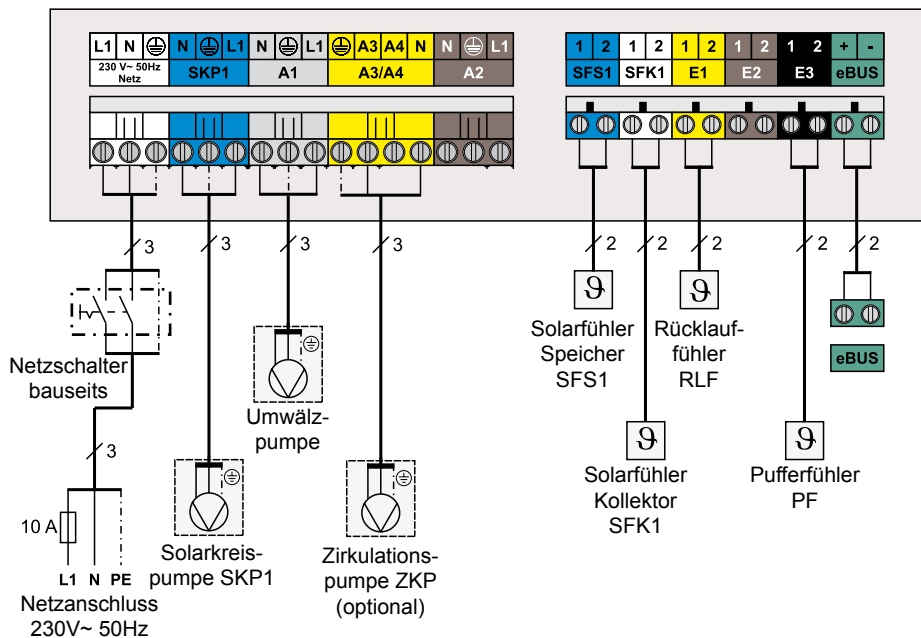 L1 N N L1 N L1 A3 A4 N N L1
230 V~ 50Hz
Netz
SKP1 A1 A3/A4 A2
1 2 1 2 1 2 1 2 1 2 + -
SFS1 SFK1 E1 E2 E3 eBUS
3 3 3 3 2 2 2 2 2
Netzschalter
bauseits
3
10 A
L1 N PE
Netzanschluss
230V~ 50Hz
Solarkreis-
pumpe SKP1
Umwälz-
pumpe
Zirkulations-
pumpe ZKP
(optional)
ϑ
Solarfühler
Speicher
SFS1
ϑ
Rücklauf-
fühler
RLF
eBUS
ϑ
Solarfühler
Kollektor
SFK1
ϑ
Pufferfühler
PF